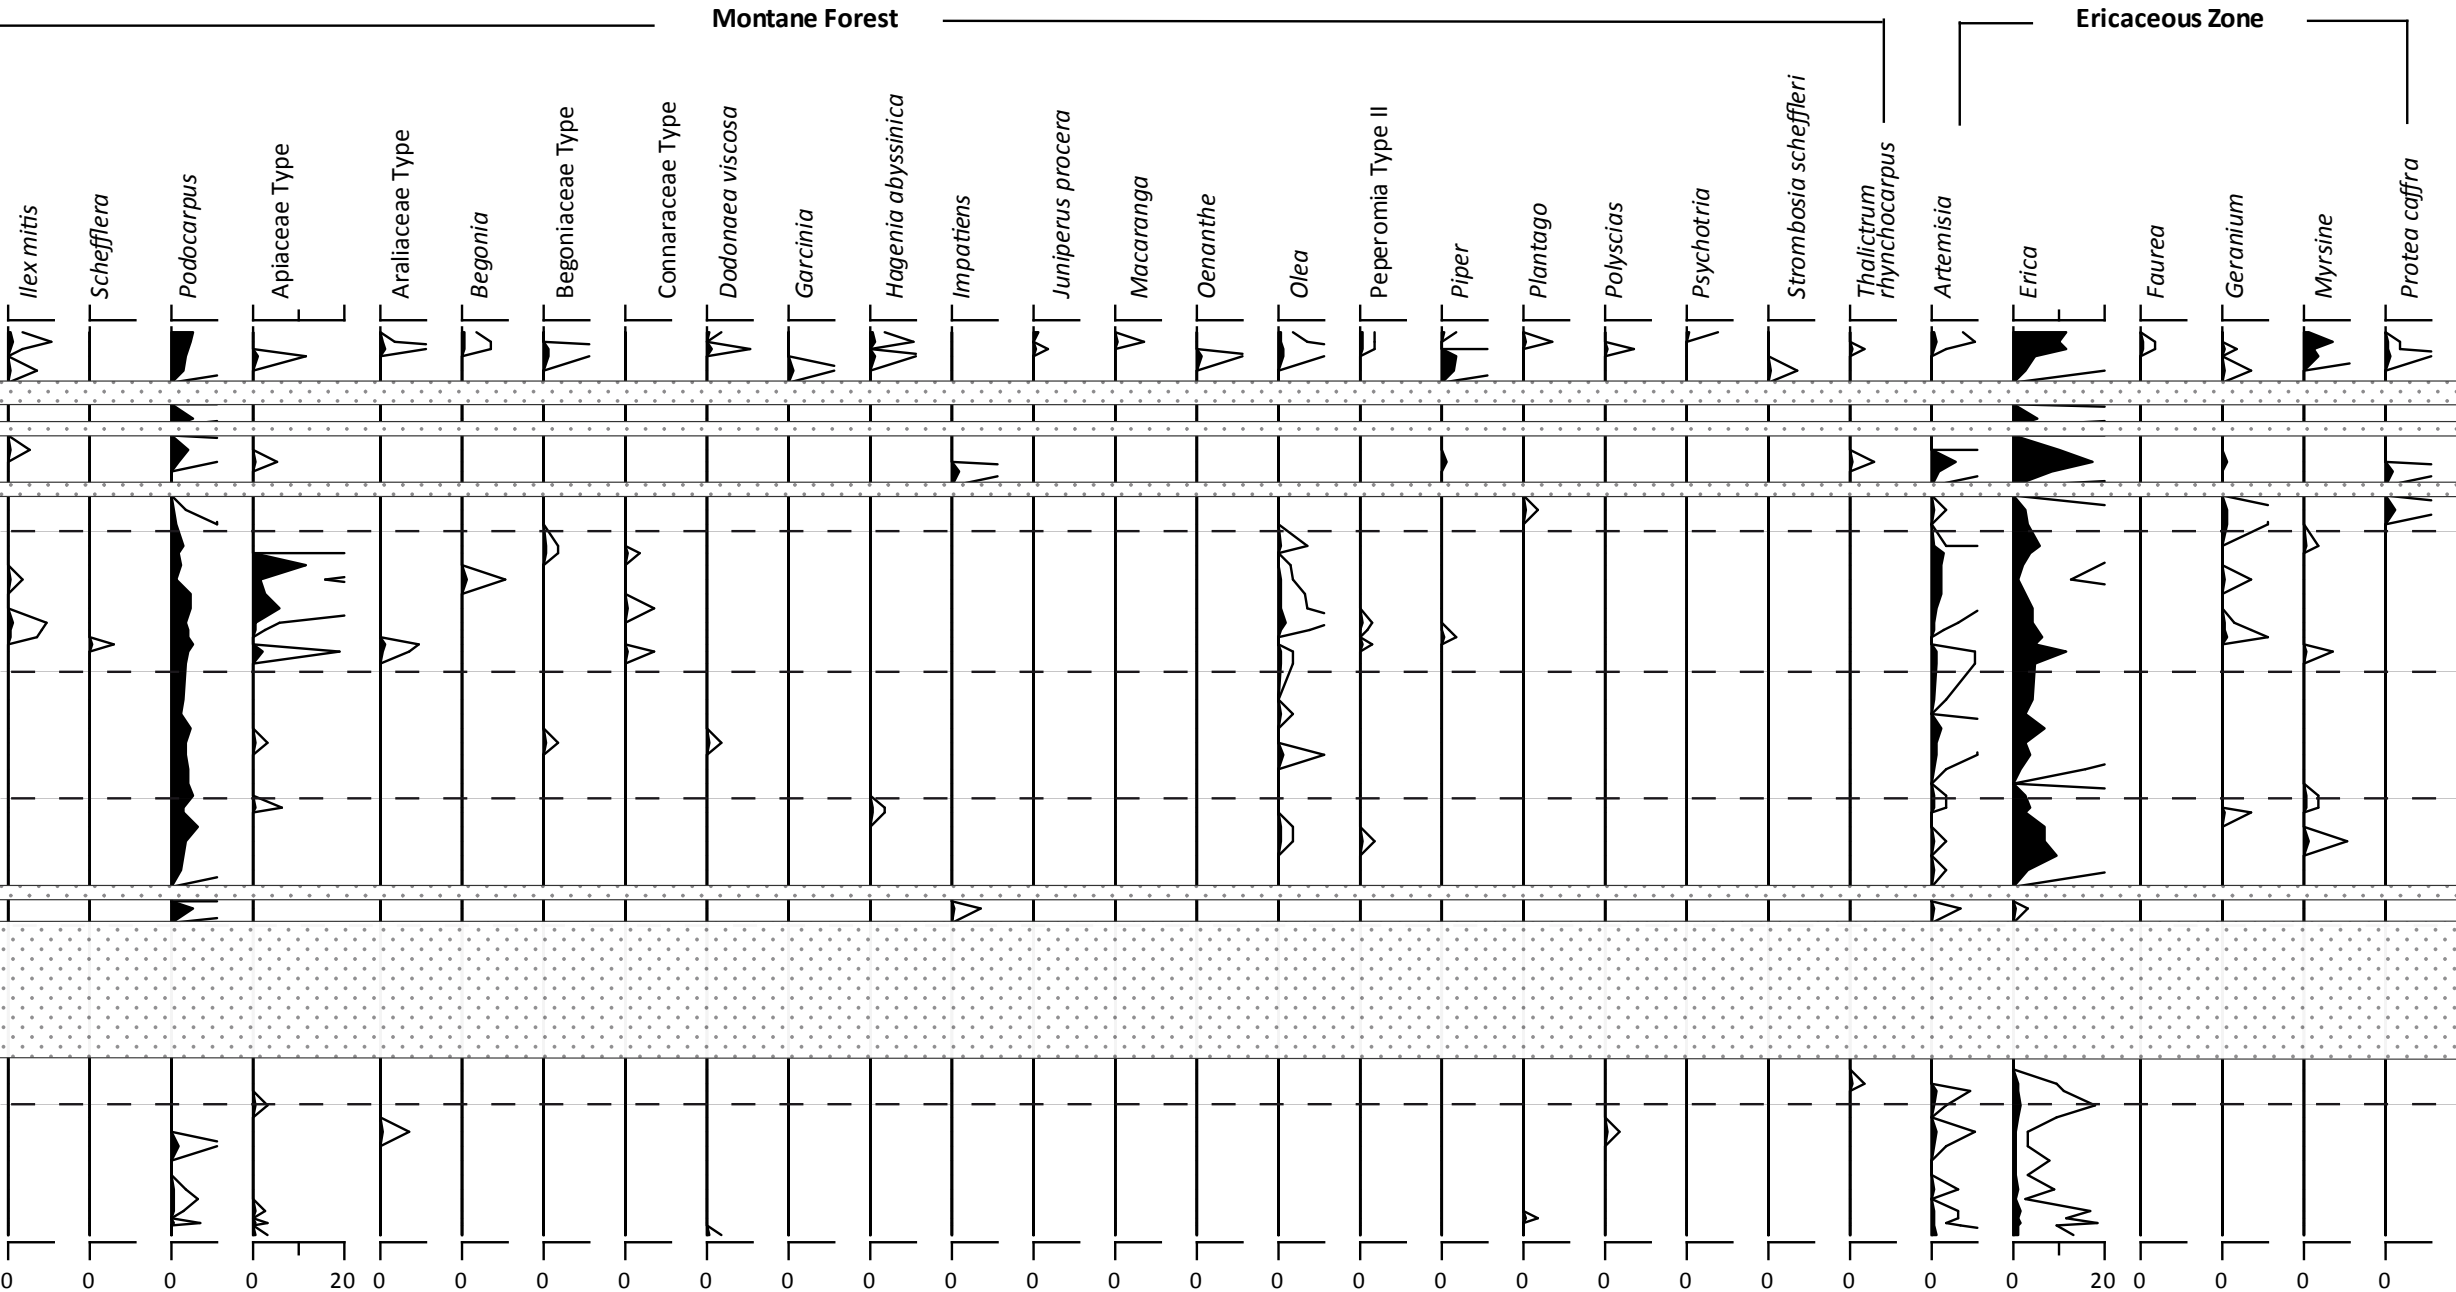 Montane Forest
Ericaceous Zone
Ilex mitis
Schefflera
Podocarpus
Apiaceae Type
Araliaceae Type
Begonia
Begoniaceae Type
Connaraceae Type
Dodonaea viscosa
Garcinia
Hagenia abyssinica
Impatiens
Juniperus procera
Macaranga
Oenanthe
Olea
Peperomia Type II
Piper
Plantago
Polyscias
Psychotria
Strombosia scheffleri
Thalictrum
rhynchocarpus
Artemisia
Erica
Faurea
Geranium
Myrsine
Protea caffra
0 0 0 0 20 0 0 0 0 0 0 0 0 0 0 0 0 0 0 0 0 0 0 0 0 0 20 0 0 0 0